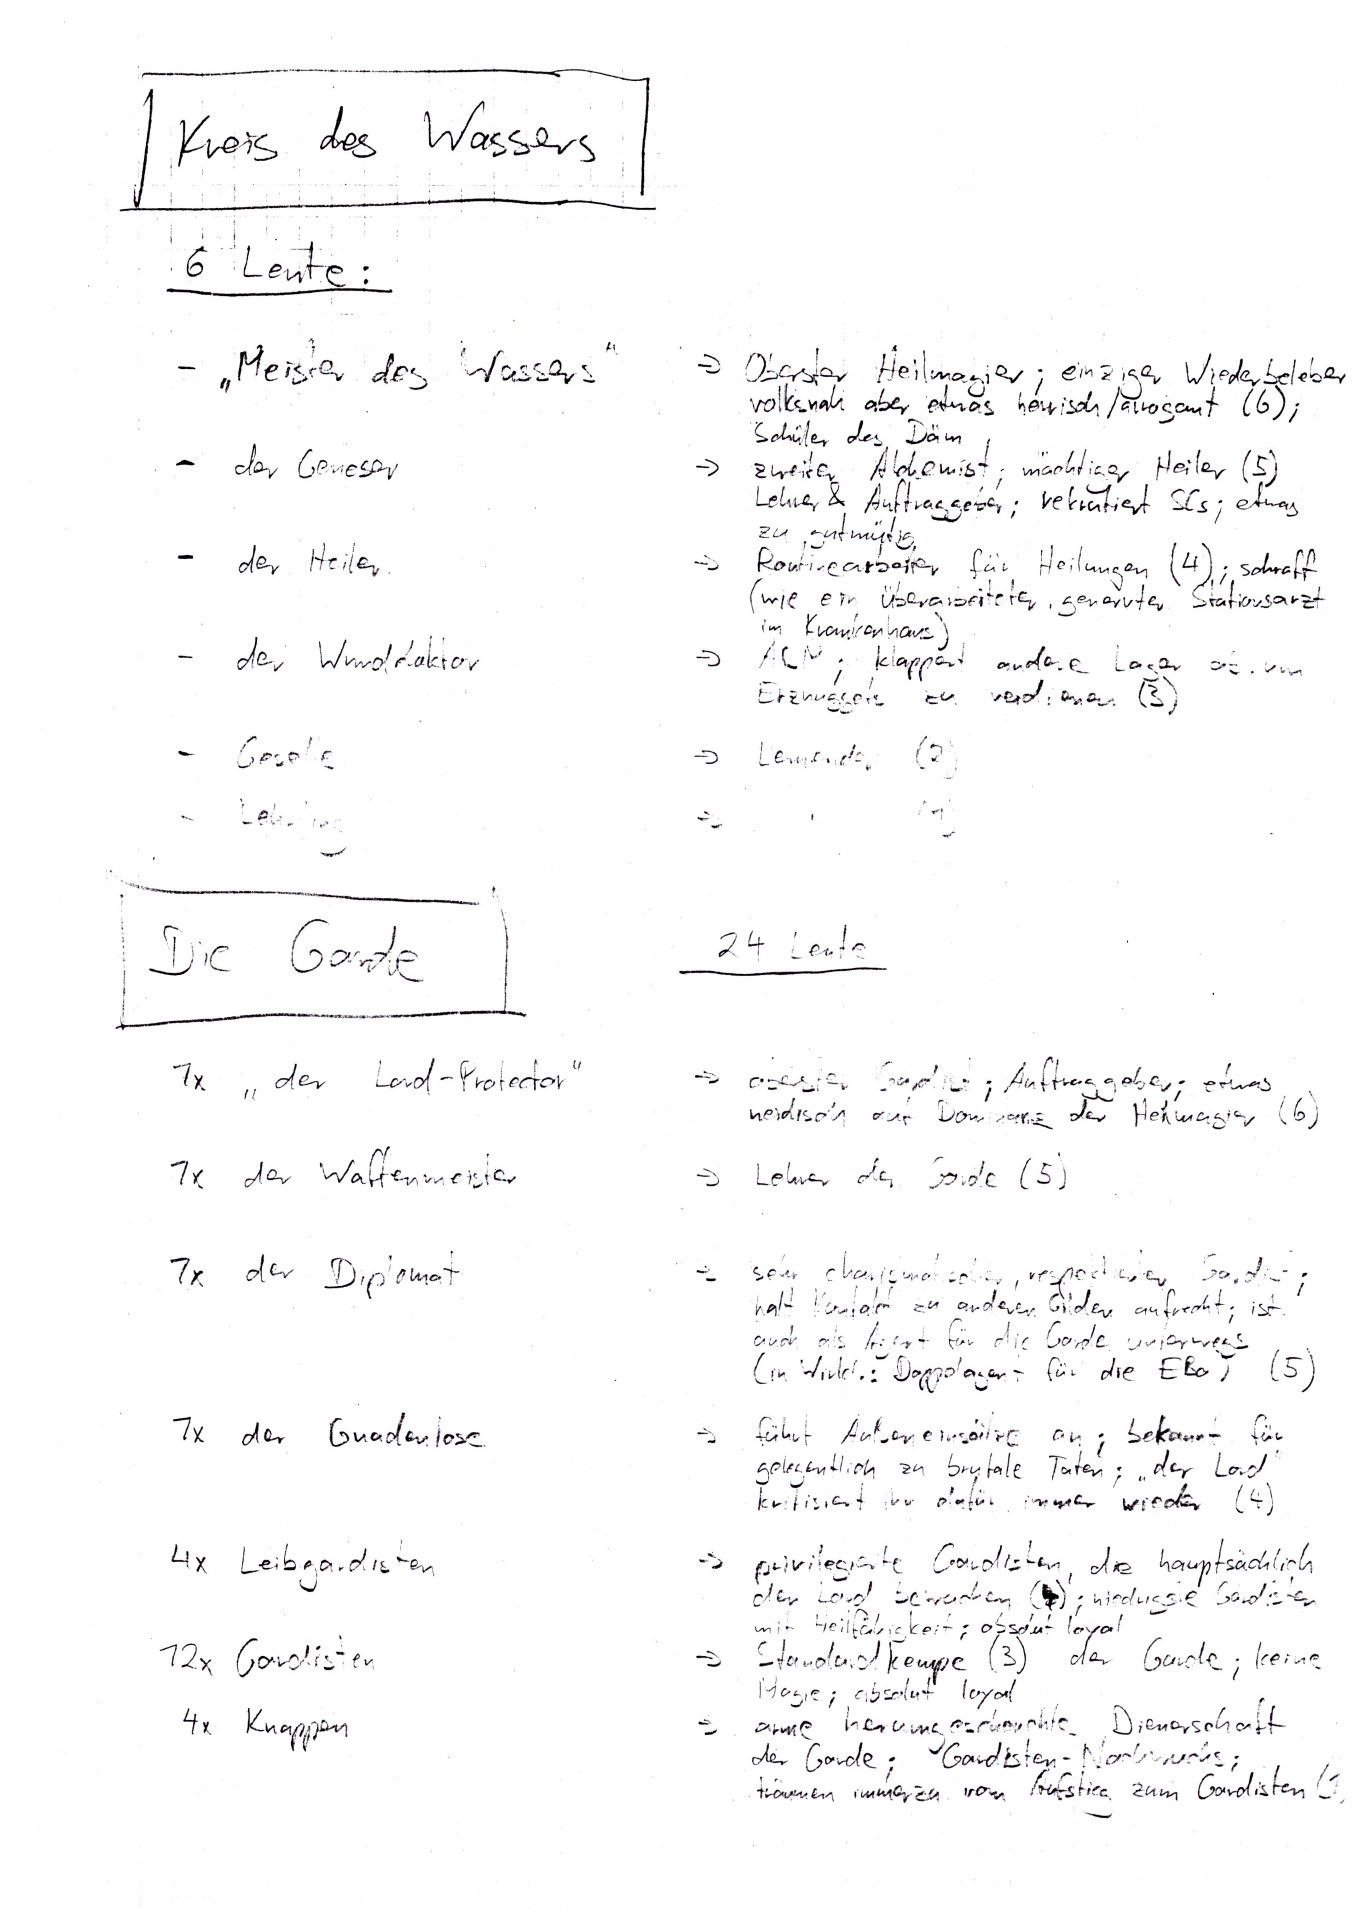 Kreis des Wassers
6 Leute:
- „Meister des Wassers“ → Oberster Heilmagier; einziger Wiederbeleber
volksnah aber etwas herrisch/arrogant (6);
Schüler des Däm
- der Geneser → zweiter Alchemist; mächtiger Heiler (5)
Lehrer & Auftraggeber; rekrutiert SCs; etwas
zu gutmütig
- der Heiler → Routinearbeiter für Heilungen (4); schroff
(wie ein überarbeiteter, genervter Stationsarzt
im Krankenhaus)
- der Wunddoktor → klappert andere Lager ab, um
zu verdienen (3)
- Geselle → Lernender (2)
- Lehrling → (1)
Die Garde
24 Leute
1x „der Lord-Protector“ → oberster Gardist; Auftraggeber; etwas
neidisch auf Dominanz der Heilmagier (6)
1x der Waffenmeister → Lehrer der Garde (5)
1x der Diplomat → sehr charismatischer, respektierter Gardist;
hält Kontakt zu anderen Gilden aufrecht; ist
auch als Agent für die Garde unterwegs
(in Wirkl.: Doppelagent für die EBa) (5)
1x der Gnadenlose → führt Außeneinsätze an; bekannt für
gelegentlich zu brutale Taten; „der Lord“
kritisiert ihn dafür immer wieder (4)
4x Leibgardisten → privilegierte Gardisten, die hauptsächlich
den Lord bewachen (4); niedrigste Gardisten
mit Heilfähigkeit; absolut loyal
12x Gardisten → Standardkempe (3) der Garde; keine
Magie; absolut loyal
4x Knappen → arme herumgescheuchte Dienerschaft
der Garde; Gardisten-Nachwuchs;
träumen immerzu vom Aufstieg zum Gardisten (1